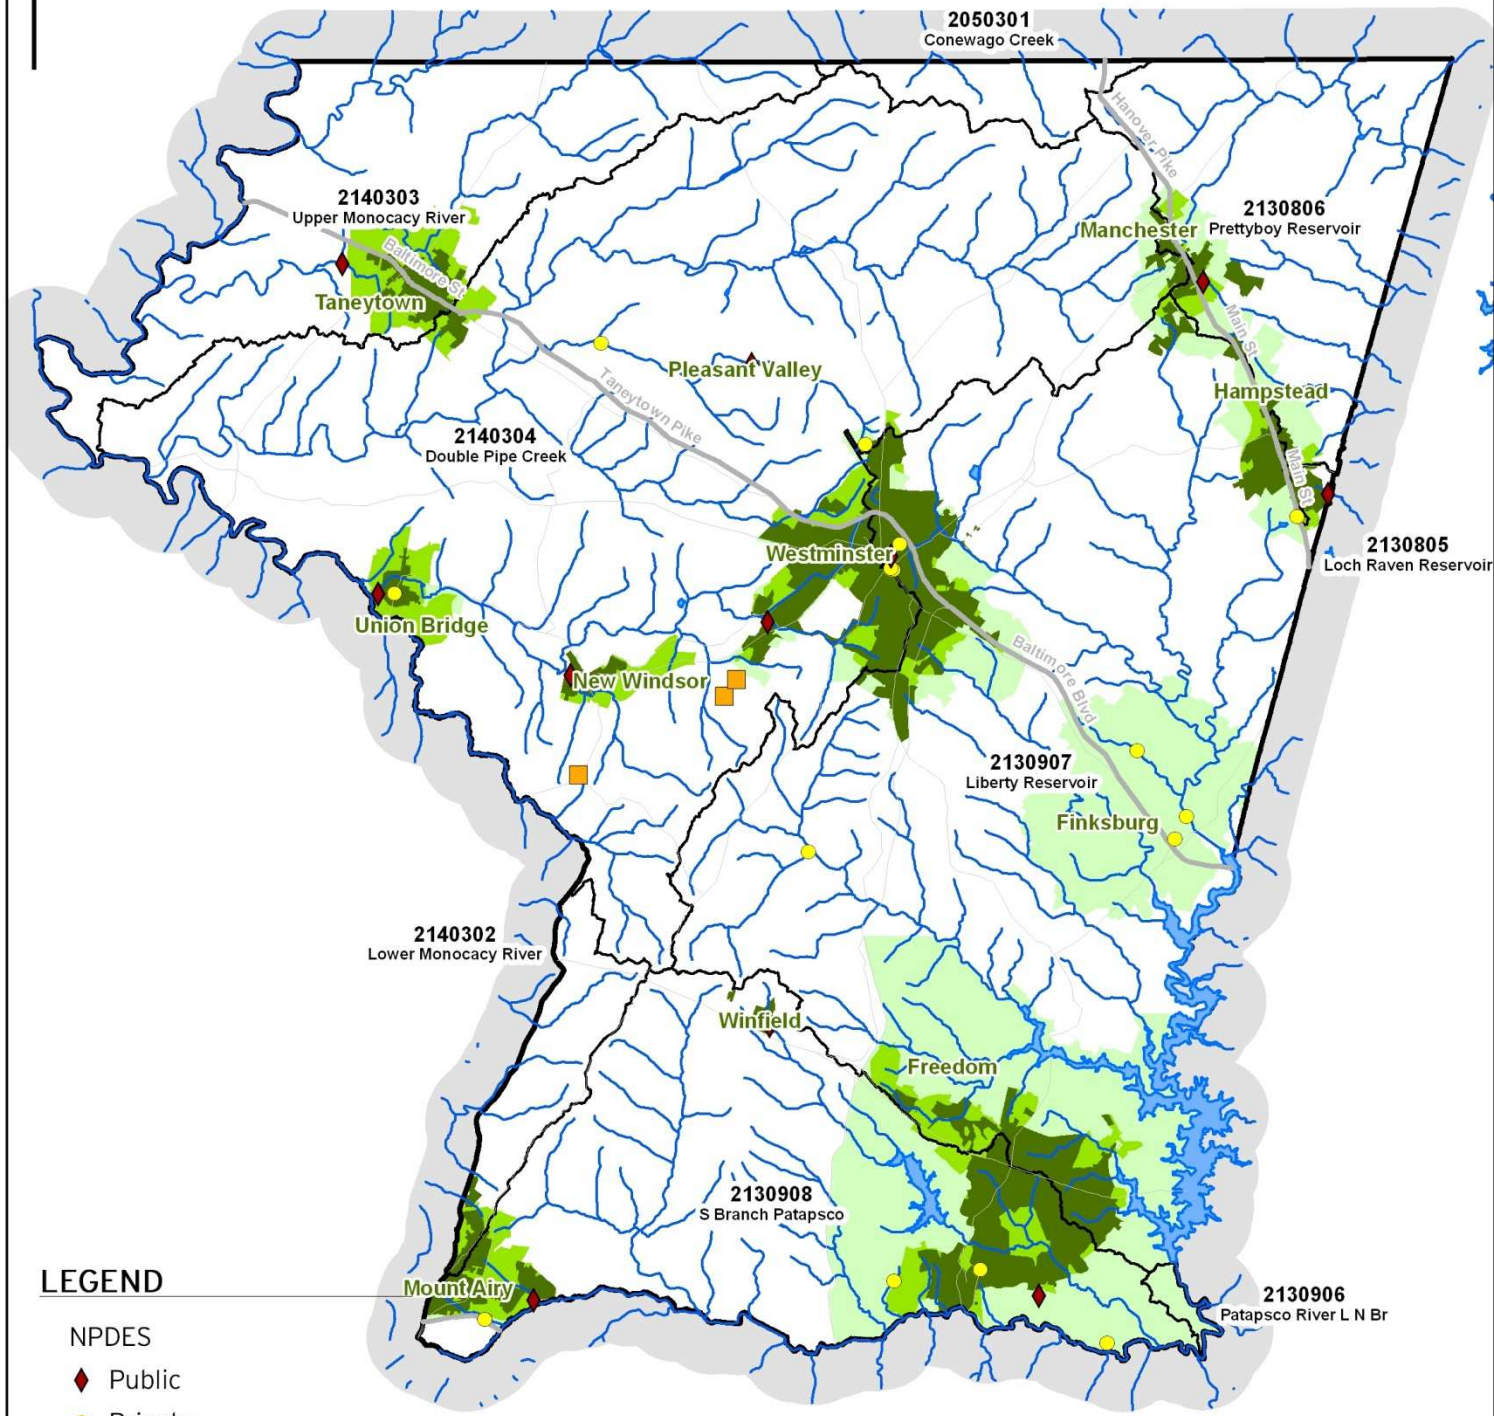 2050301
Conewago Creek
Hanover Pike
2140303
Upper Monocacy River
2130806
Prettyboy Reservoir
Manchester
Baltimore St
Taneytown
Main St
Pleasant Valley
Taneytown Pike
Hampstead
2140304
Double Pipe Creek
Main St
Westminster
2130805
Loch Raven Reservoir
Union Bridge
Baltimore Blvd
New Windsor
2130907
Liberty Reservoir
Finksburg
2140302
Lower Monocacy River
Winfield
Freedom
2130908
S Branch Patapsco
LEGEND
Mount Airy
2130906
Patapsco River L N Br
NPDES
Public